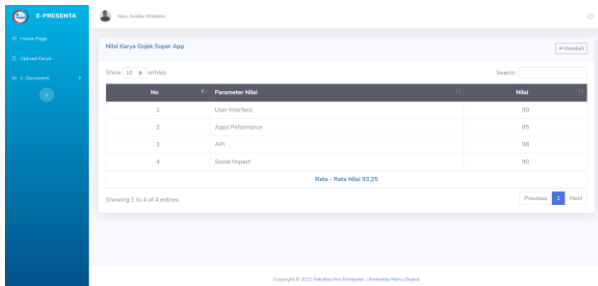 E-PRESENTA
Halo, Andika Widianto
Home Page
Upload Karya
E-Document
Nilai Karya Gojek Super App
Kembali
Show 10 entries
Search:
No Parameter Nilai Nilai
1 User Interface 90
2 Apps Peformance 95
3 API 98
4 Social Impact 90
Rata - Rata Nilai 93,25
Showing 1 to 4 of 4 entries
Previous 1 Next
Copyright © 2022 Fakultas Ilmu Komputer, Universitas Mercu Buana